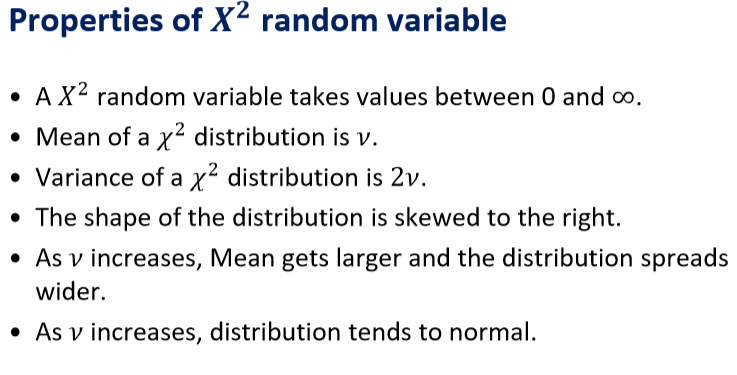 Properties of X² random variable
• A X² random variable takes values between 0 and ∞.
• Mean of a χ² distribution is ν.
• Variance of a χ² distribution is 2ν.
• The shape of the distribution is skewed to the right.
• As ν increases, Mean gets larger and the distribution spreads
wider.
• As ν increases, distribution tends to normal.